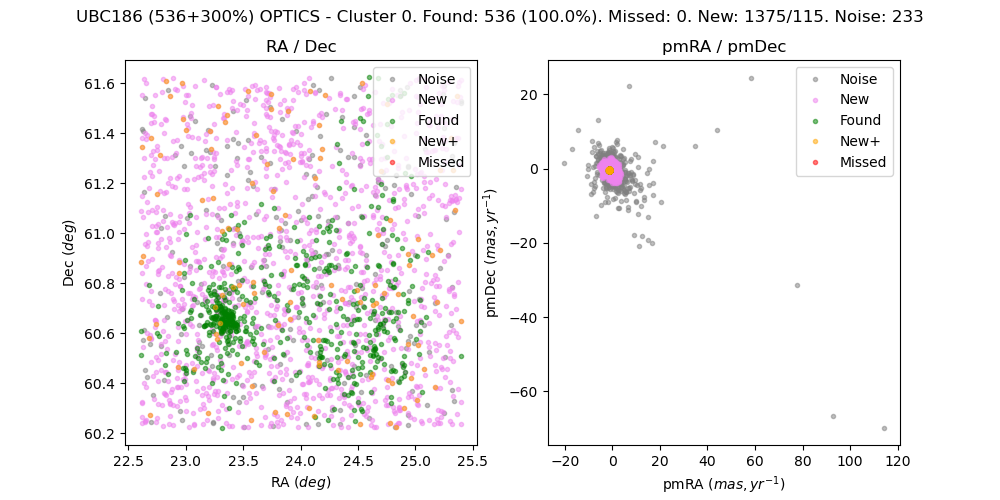 UBC186 (536+300%) OPTICS - Cluster 0. Found: 536 (100.0%). Missed: 0. New: 1375/115. Noise: 233
RA / Dec
pmRA / pmDec
61.6
61.4
61.2
61.0
60.8
60.6
60.4
60.2
Dec (deg)
22.5 23.0 23.5 24.0 24.5 25.0 25.5
RA (deg)
Noise
New
Found
New+
Missed
20
0
−20
−40
−60
pmDec (mas, yr⁻¹)
−20 0 20 40 60 80 100 120
pmRA (mas, yr⁻¹)
Noise
New
Found
New+
Missed